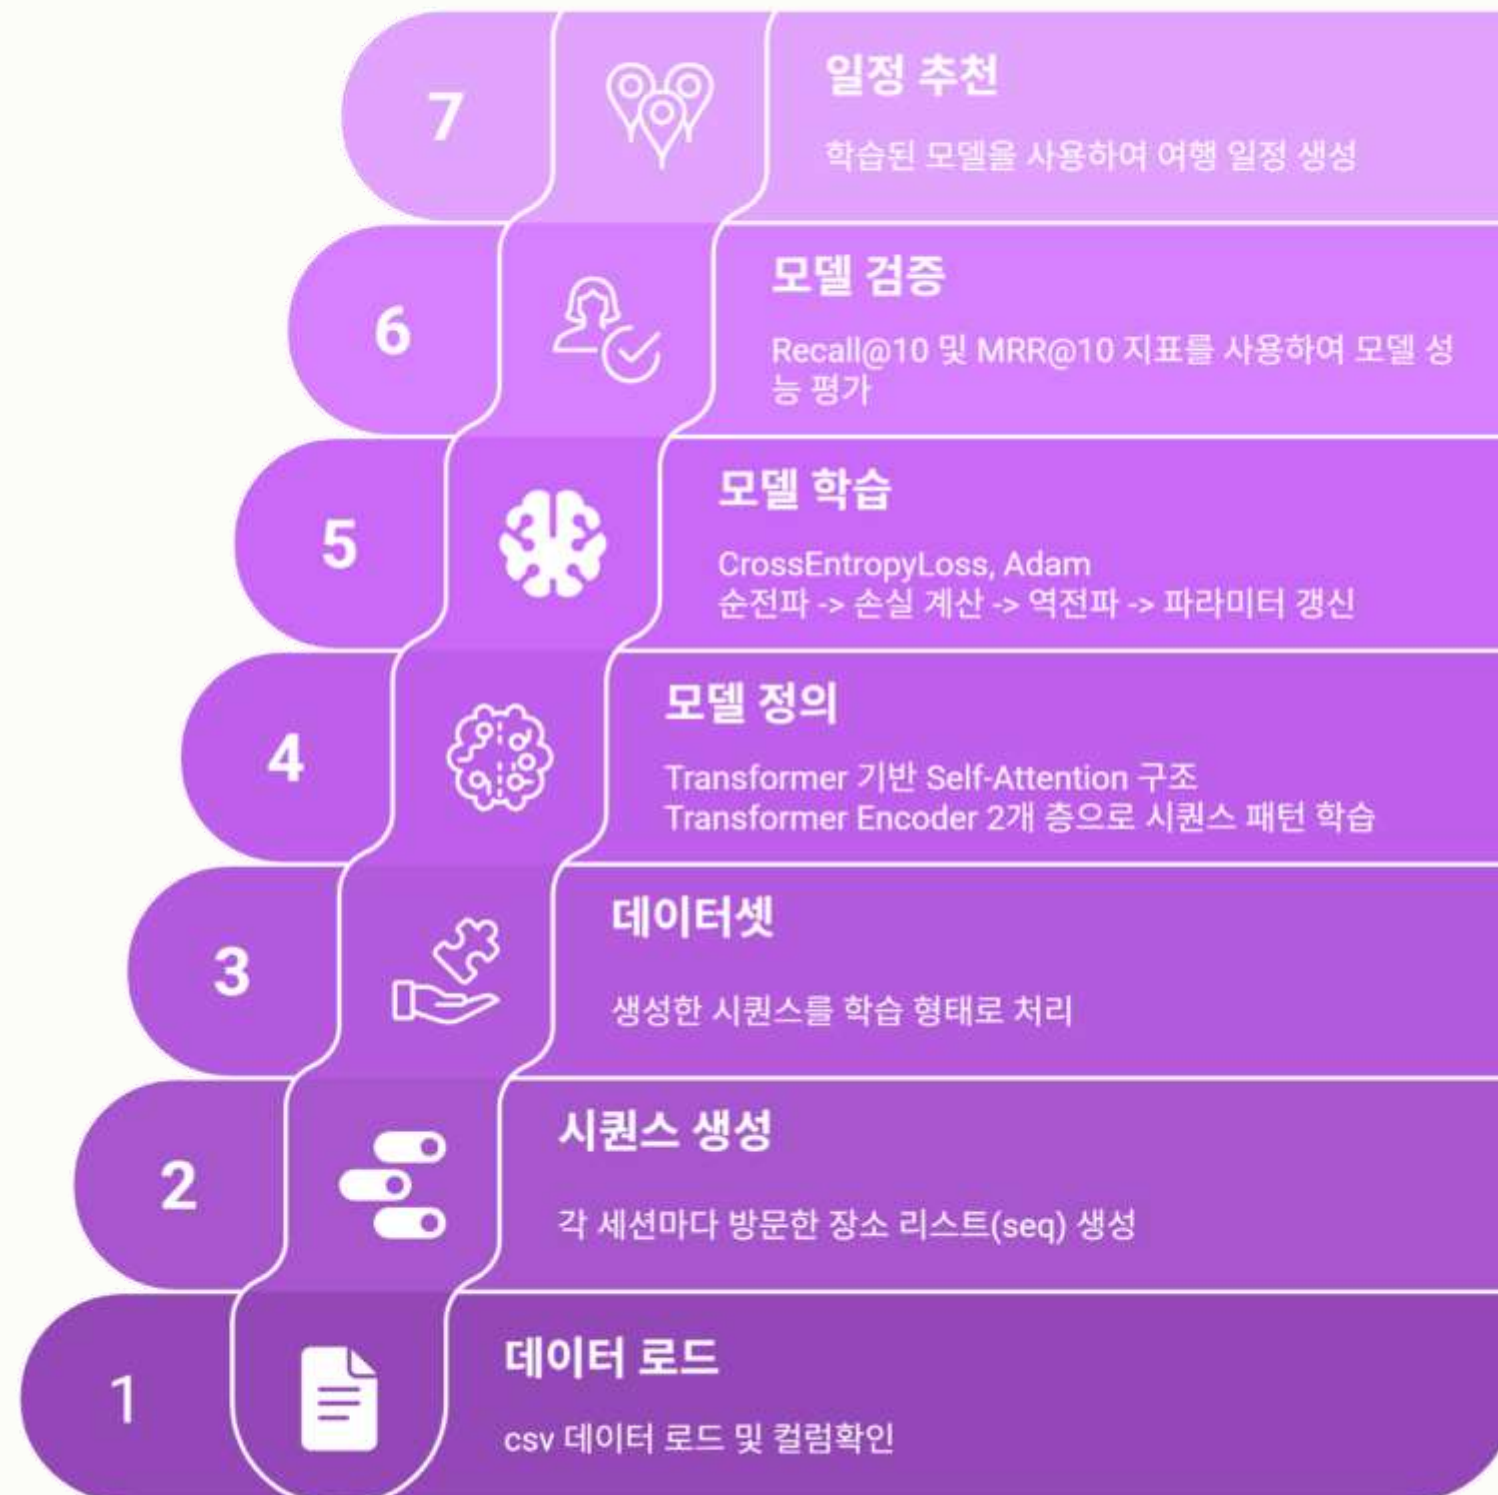 7
일정 추천
학습된 모델을 사용하여 여행 일정 생성
6
모델 검증
Recall@10 및 MRR@10 지표를 사용하여 모델 성
능 평가
5
모델 학습
CrossEntropyLoss, Adam
순전파 -> 손실 계산 -> 역전파 -> 파라미터 갱신
4
모델 정의
Transformer 기반 Self-Attention 구조
Transformer Encoder 2개 층으로 시퀀스 패턴 학습
3
데이터셋
생성한 시퀀스를 학습 형태로 처리
2
시퀀스 생성
각 세션마다 방문한 장소 리스트(seq) 생성
1
데이터 로드
csv 데이터 로드 및 컬럼확인